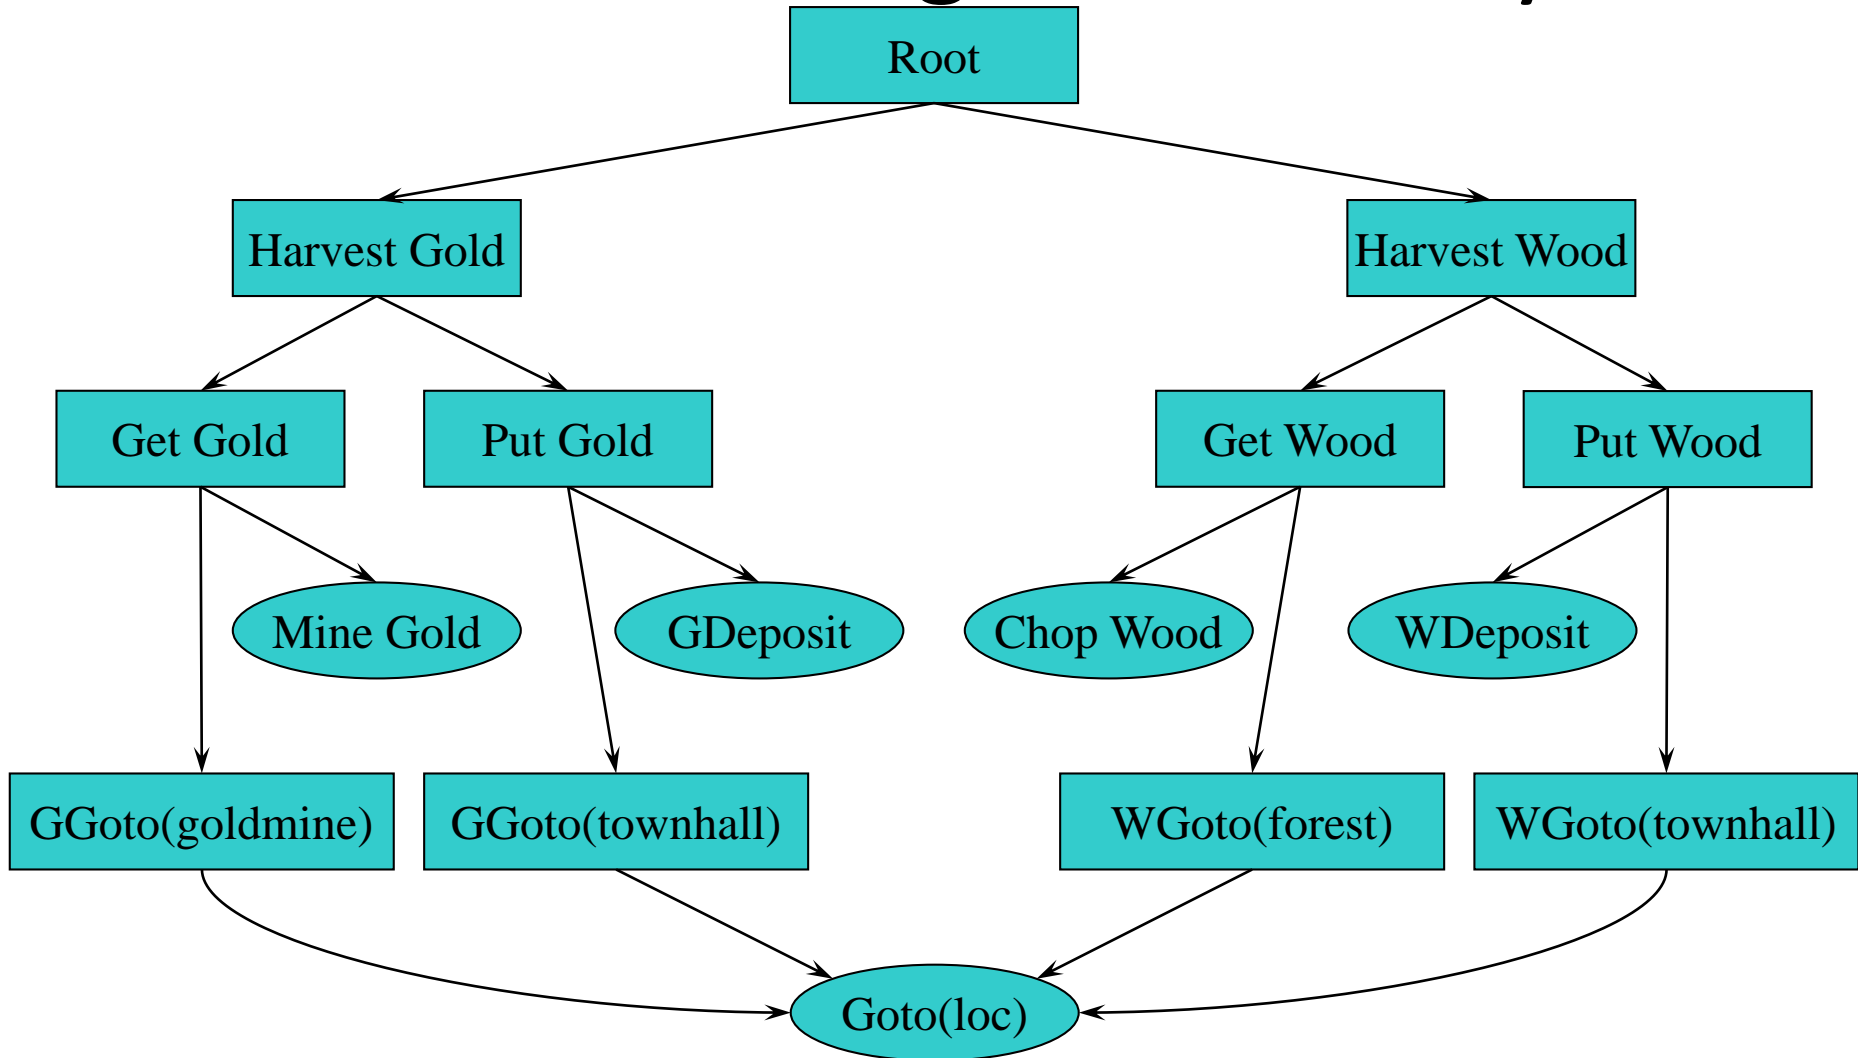 Root
Harvest Gold
Harvest Wood
Get Gold
Put Gold
Get Wood
Put Wood
Mine Gold
GDeposit
Chop Wood
WDeposit
GGoto(goldmine)
GGoto(townhall)
WGoto(forest)
WGoto(townhall)
Goto(loc)